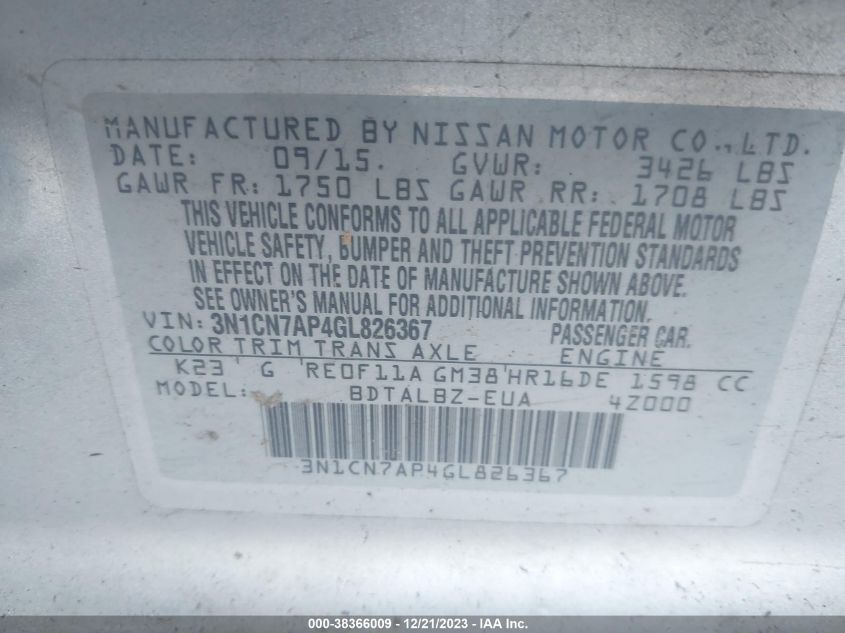 MANUFACTURED BY NISSAN MOTOR CO., LTD.
DATE: 09/15. GVWR: 3426 LBS
GAWR FR: 1750 LBS GAWR RR: 1708 LBS
THIS VEHICLE CONFORMS TO ALL APPLICABLE FEDERAL MOTOR
VEHICLE SAFETY, BUMPER AND THEFT PREVENTION STANDARDS
IN EFFECT ON THE DATE OF MANUFACTURE SHOWN ABOVE.
SEE OWNER'S MANUAL FOR ADDITIONAL INFORMATION.
VIN: 3N1CN7AP4GL826367 PASSENGER CAR.
COLOR TRIM TRANS AXLE ENGINE
K23 G RE0F11A GM38 HR16DE 1598 CC
MODEL: BDTALBZ-EUA 4Z000
3N1CN7AP4GL826367
000-38366009 - 12/21/2023 - IAA Inc.